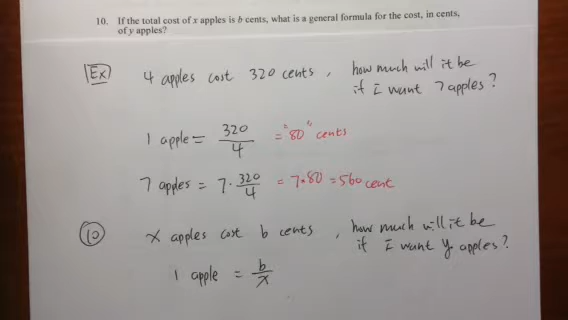 10. If the total cost of x apples is b cents, what is a general formula for the cost, in cents,
of y apples?
Ex) 4 apples cost 320 cents, how much will it be
if I want 7 apples?
1 apple = 320/4 = "80" cents
7 apples = 7 · 320/4 = 7·80 = 560 cent
10 x apples cost b cents, how much will it be
if I want y apples?
1 apple = b/x